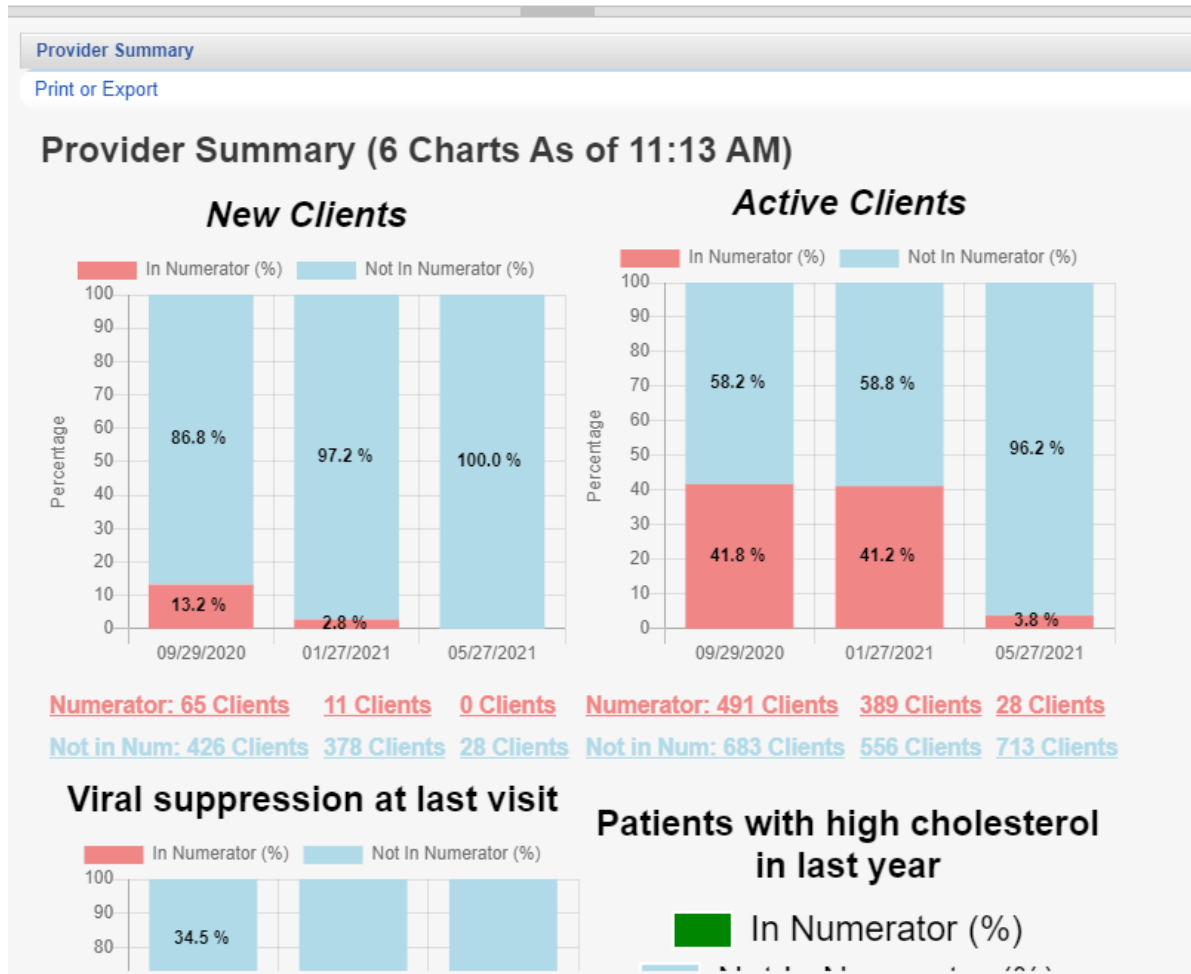 Provider Summary
Print or Export
Provider Summary (6 Charts As of 11:13 AM)
New Clients
In Numerator (%) Not In Numerator (%)
100
90
80
70
60
50
40
30
20
10
0
Percentage
86.8 %
97.2 %
100.0 %
13.2 %
2.8 %
09/29/2020 01/27/2021 05/27/2021
Numerator: 65 Clients 11 Clients 0 Clients
Not in Num: 426 Clients 378 Clients 28 Clients
Active Clients
In Numerator (%) Not In Numerator (%)
100
90
80
70
60
50
40
30
20
10
0
Percentage
58.2 %
58.8 %
96.2 %
41.8 %
41.2 %
3.8 %
09/29/2020 01/27/2021 05/27/2021
Numerator: 491 Clients 389 Clients 28 Clients
Not in Num: 683 Clients 556 Clients 713 Clients
Viral suppression at last visit
In Numerator (%) Not In Numerator (%)
100
90
80
34.5 %
Patients with high cholesterol
in last year
In Numerator (%)